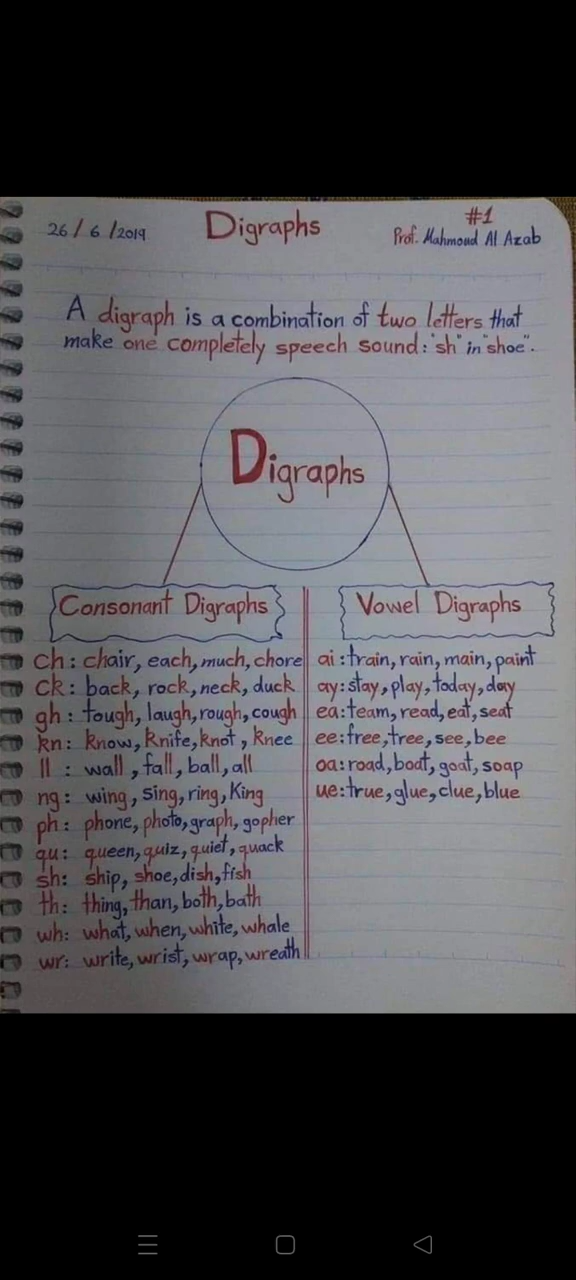 26/6/2019 Digraphs #1
Prof. Mahmoud Al Azab
A digraph is a combination of two letters that
make one completely speech sound: "sh" in "shoe".
Digraphs
Consonant Digraphs
ch: chair, each, much, chore
ck: back, rock, neck, duck
gh: tough, laugh, rough, cough
kn: know, knife, knot, knee
ll: wall, fall, ball, all
ng: wing, sing, ring, King
ph: phone, photo, graph, gopher
qu: queen, quiz, quiet, quack
sh: ship, shoe, dish, fish
th: thing, than, both, bath
wh: what, when, white, whale
wr: write, wrist, wrap, wreath
Vowel Digraphs
ai: train, rain, main, paint
ay: stay, play, today, day
ea: team, read, eat, seat
ee: free, tree, see, bee
oa: road, boat, goat, soap
ue: true, glue, clue, blue